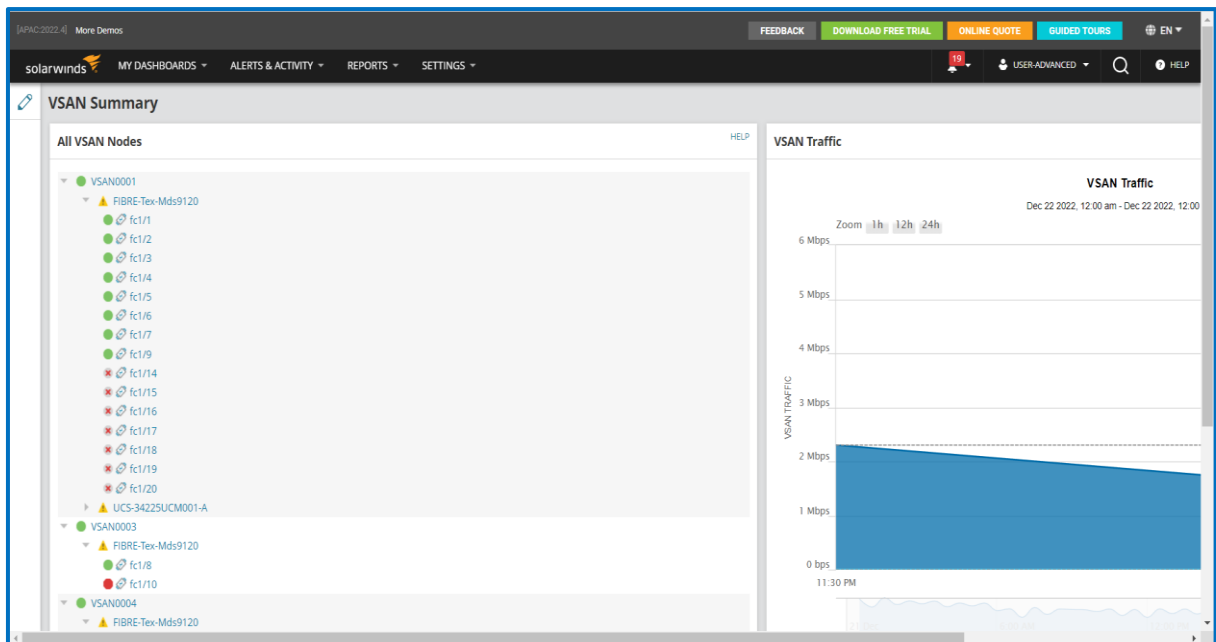 [APAC:2022.4] More Demos FEEDBACK DOWNLOAD FREE TRIAL ONLINE QUOTE GUIDED TOURS EN
solarwinds MY DASHBOARDS ALERTS & ACTIVITY REPORTS SETTINGS 19 USER-ADVANCED HELP
VSAN Summary
All VSAN Nodes HELP
VSAN0001
FIBRE-Tex-Mds9120
fc1/1
fc1/2
fc1/3
fc1/4
fc1/5
fc1/6
fc1/7
fc1/9
fc1/14
fc1/15
fc1/16
fc1/17
fc1/18
fc1/19
fc1/20
UCS-34225UCM001-A
VSAN0003
FIBRE-Tex-Mds9120
fc1/8
fc1/10
VSAN0004
FIBRE-Tex-Mds9120
VSAN Traffic
VSAN Traffic
Dec 22 2022, 12:00 am - Dec 22 2022, 12:00
Zoom 1h 12h 24h
6 Mbps
5 Mbps
4 Mbps
3 Mbps
2 Mbps
1 Mbps
0 bps
VSAN TRAFFIC
11:30 PM